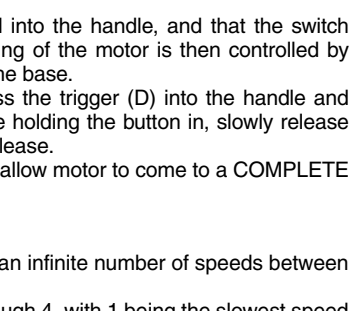 into the handle, and that the switch
ing of the motor is then controlled by
base.
ss the trigger (D) into the handle and
holding the button in, slowly release
lease.
allow motor to come to a COMPLETE
an infinite number of speeds between
4, with 1 being the slowest speed